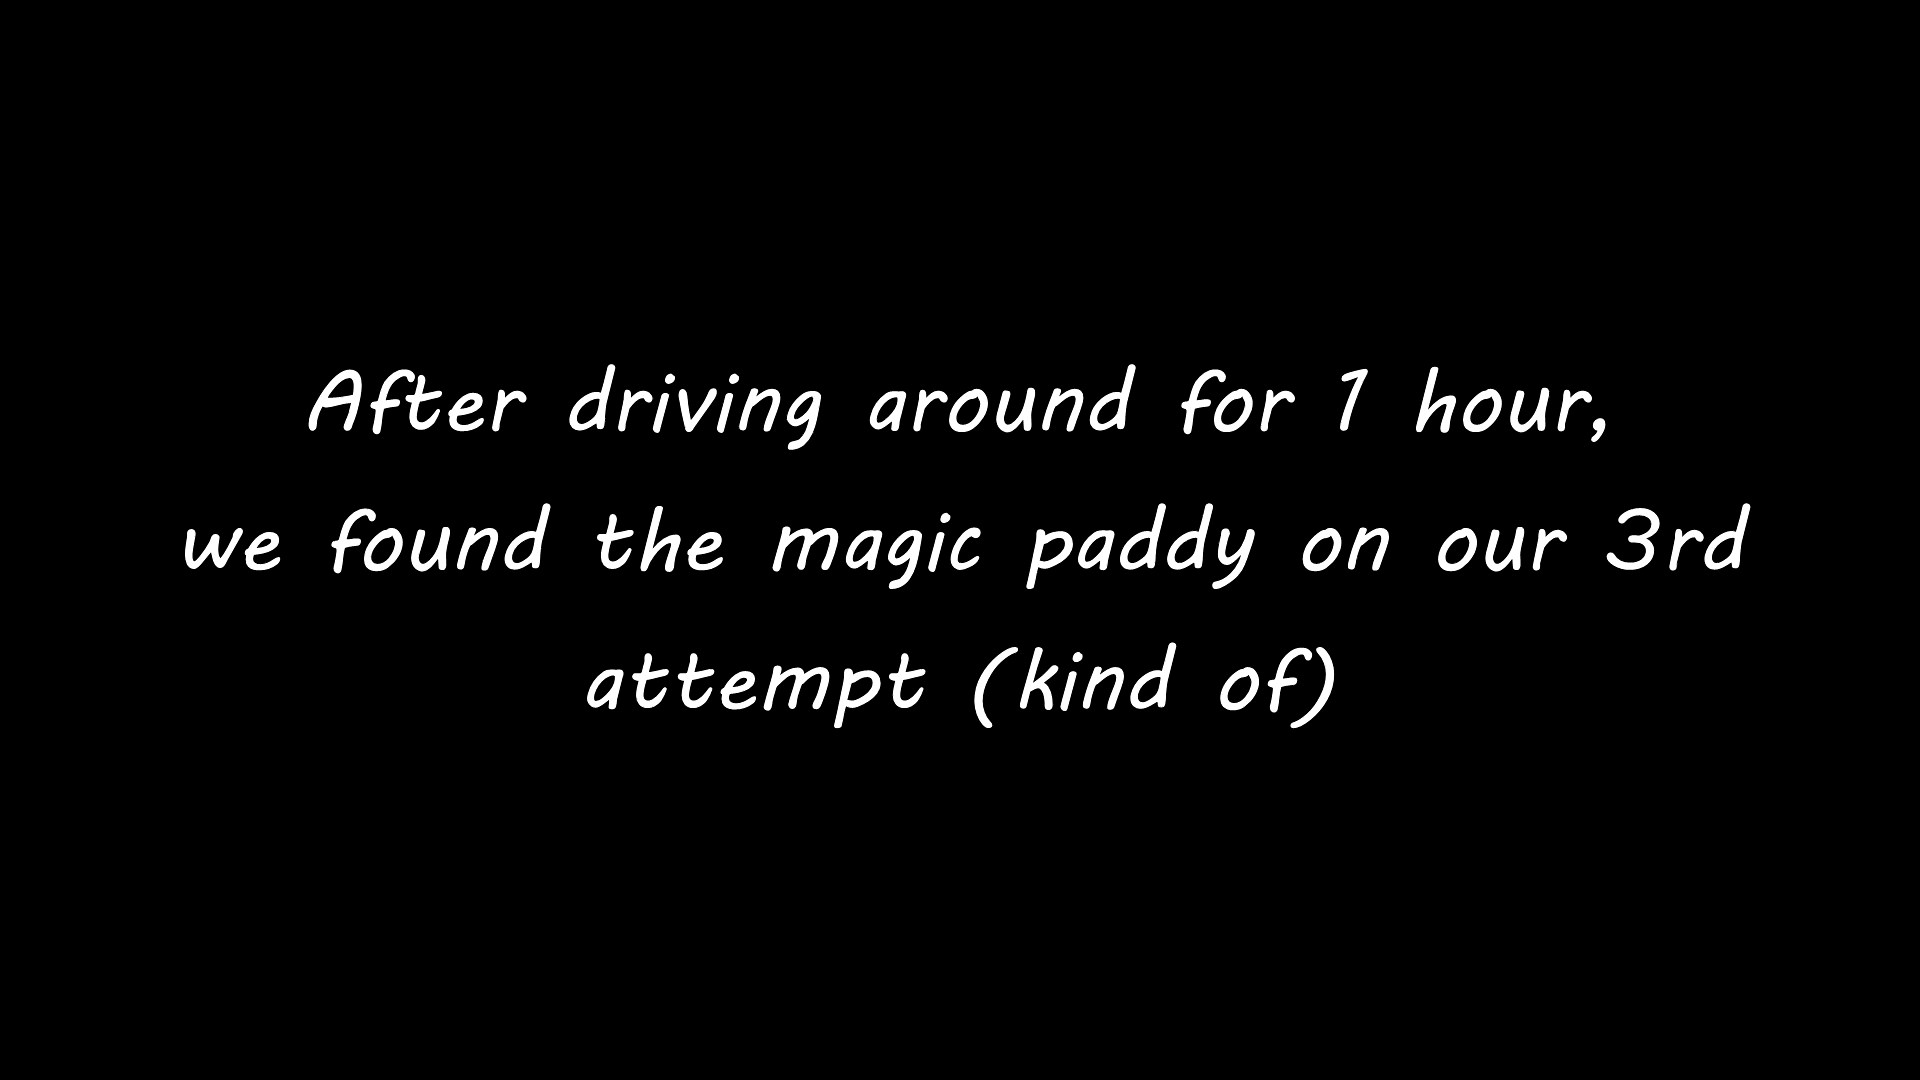 After driving around for 1 hour,
we found the magic paddy on our 3rd
attempt (kind of)